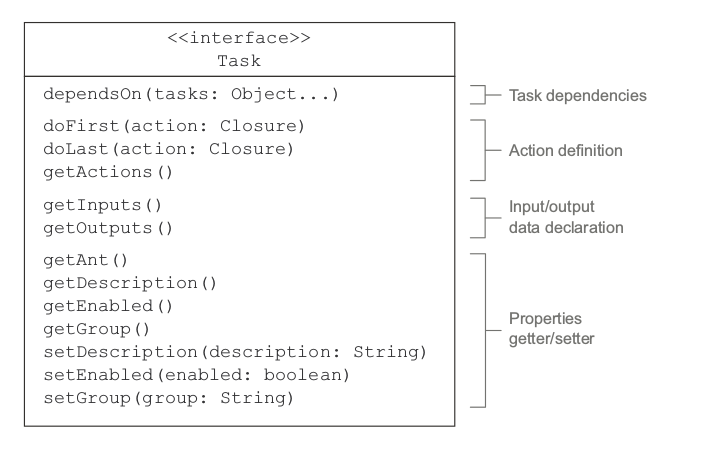 <<interface>>
Task
dependsOn(tasks: Object...)
Task dependencies
doFirst(action: Closure)
doLast(action: Closure)
getActions()
Action definition
getInputs()
getOutputs()
Input/output
data declaration
getAnt()
getDescription()
getEnabled()
getGroup()
setDescription(description: String)
setEnabled(enabled: boolean)
setGroup(group: String)
Properties
getter/setter